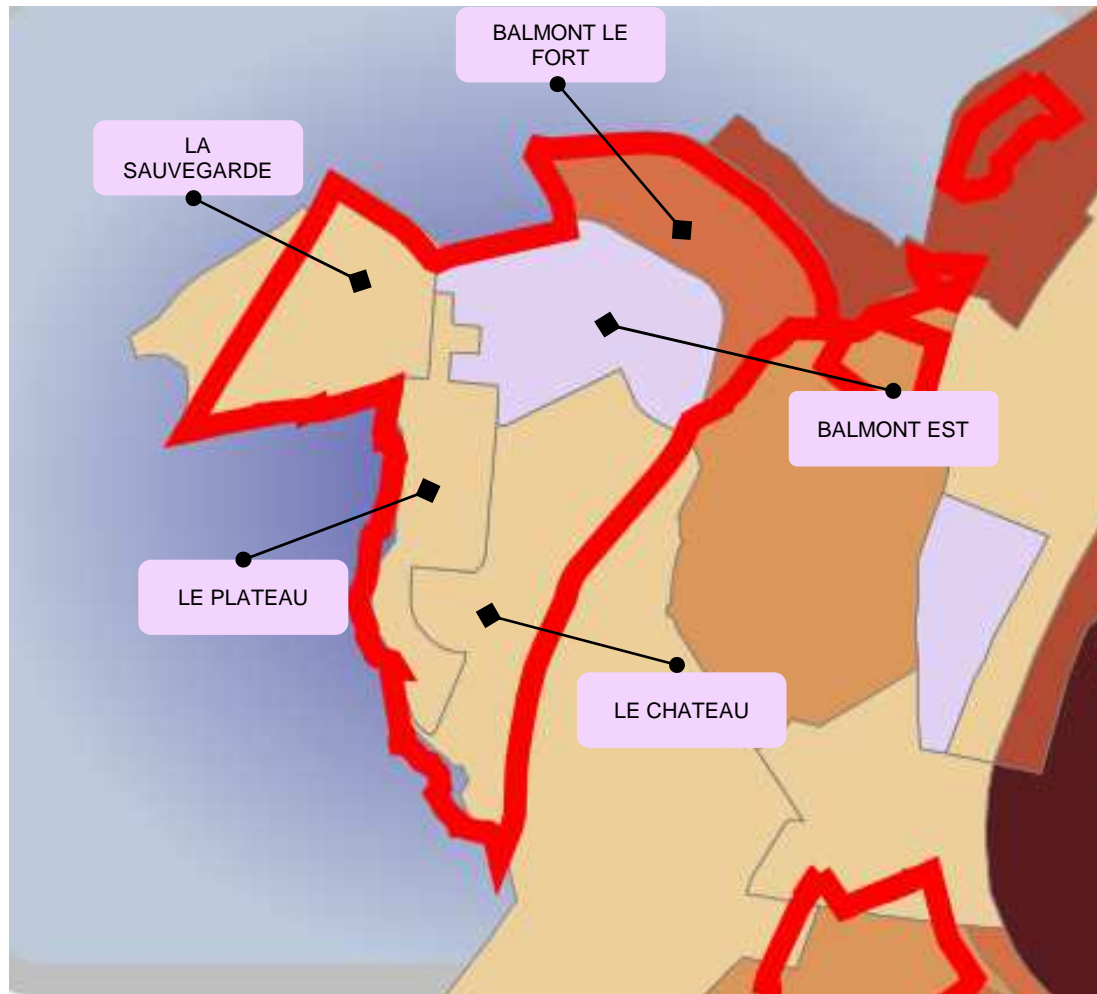 BALMONT LE
FORT
LA
SAUVEGARDE
BALMONT EST
LE PLATEAU
LE CHATEAU